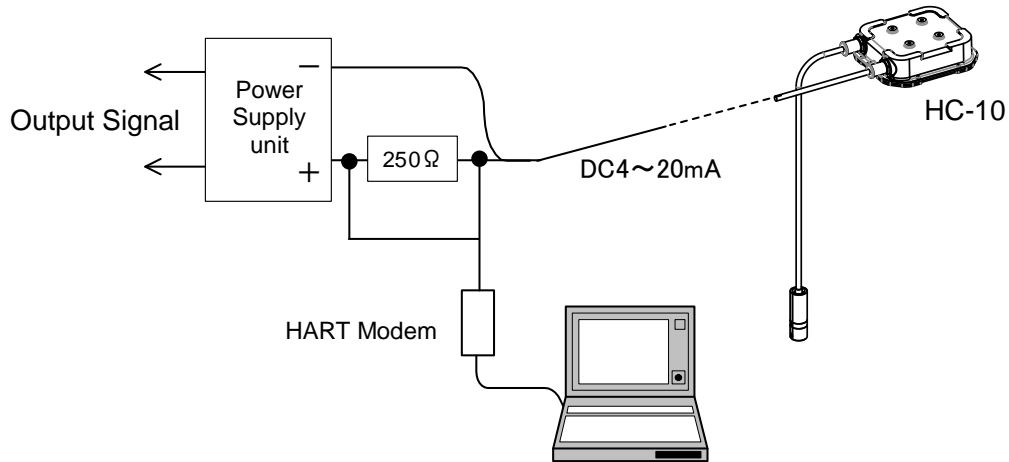 Output Signal
Power
Supply
unit
−
+
250Ω
DC4～20mA
HC-10
HART Modem